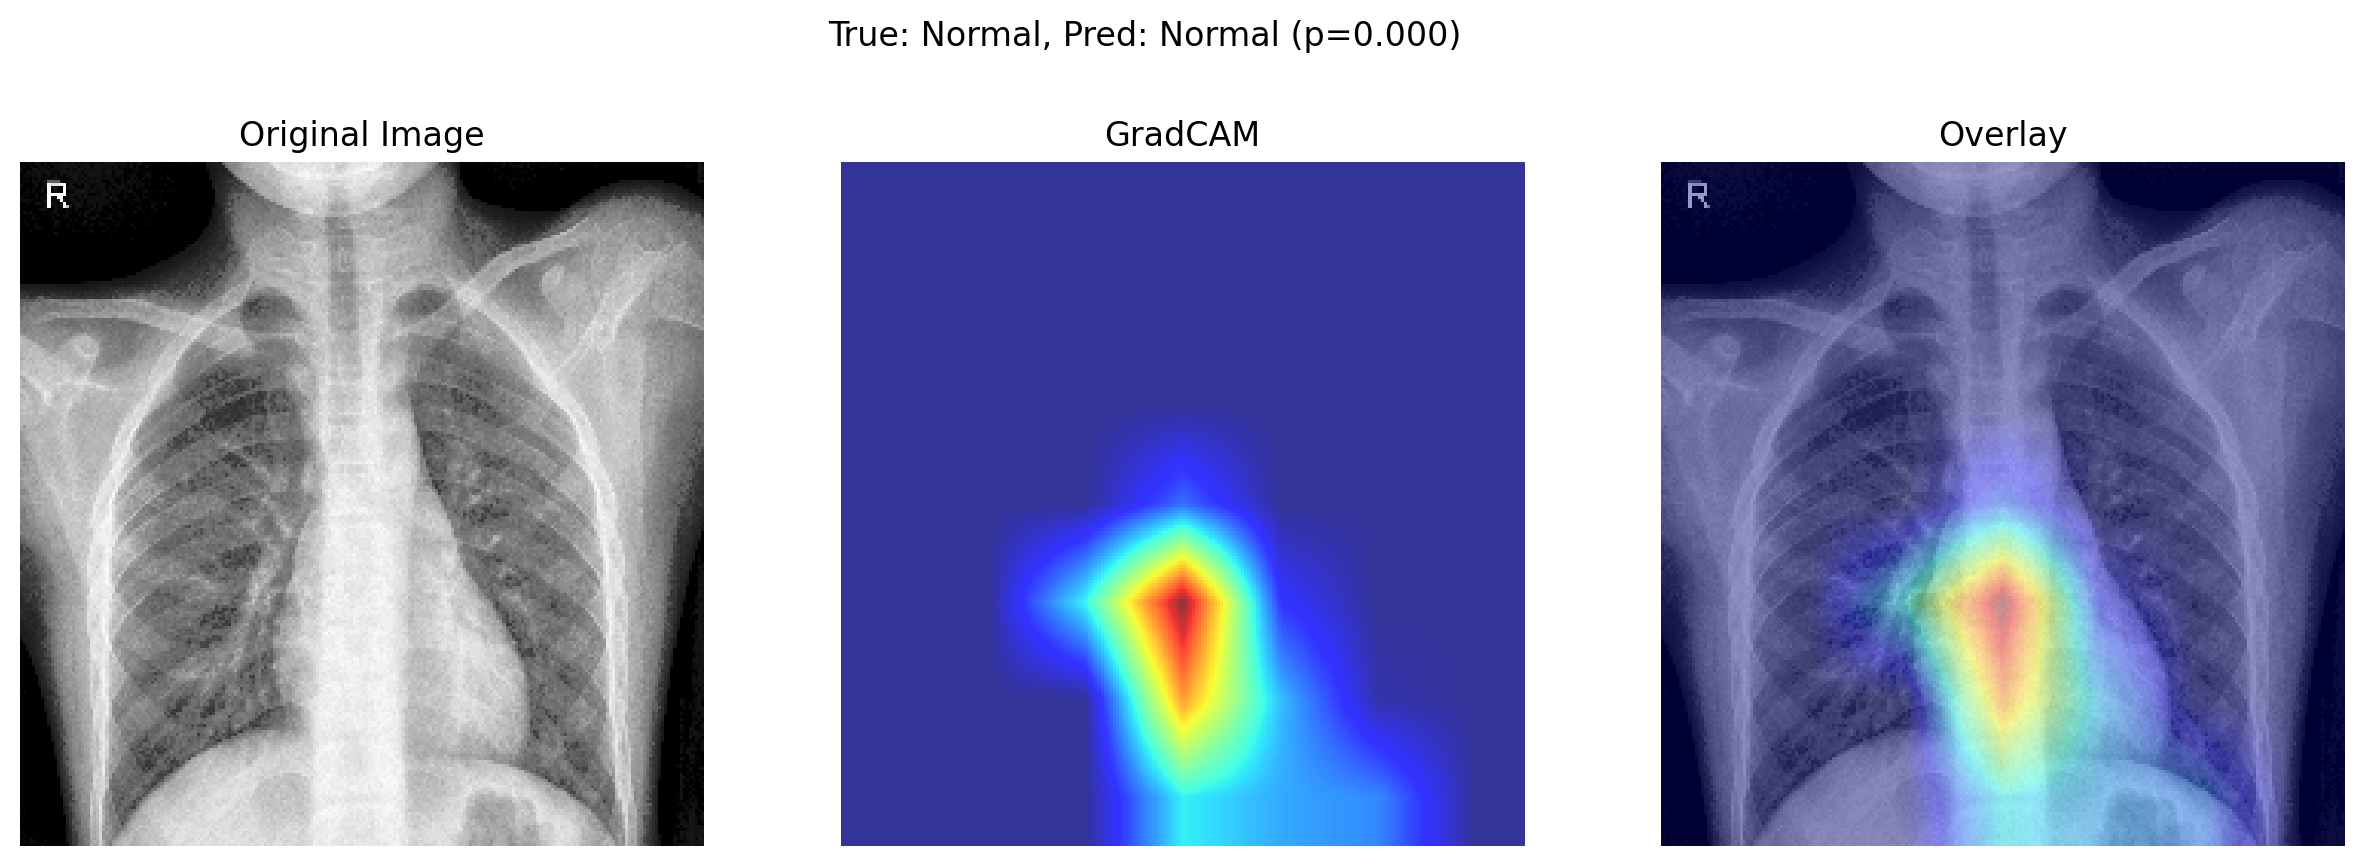 True: Normal, Pred: Normal (p=0.000)
Original Image
GradCAM
Overlay
R
R